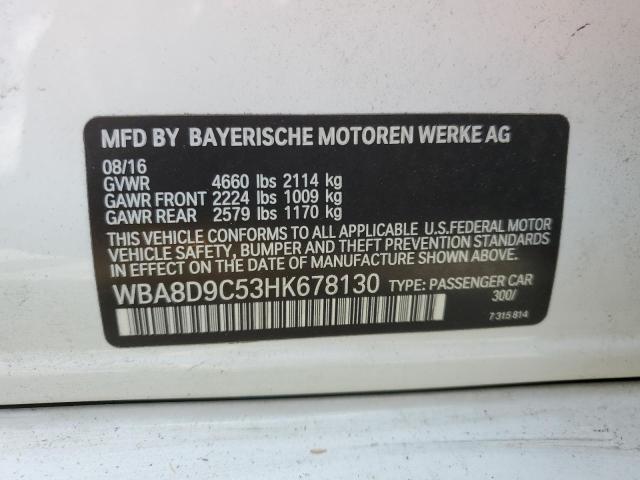 MFD BY BAYERISCHE MOTOREN WERKE AG
08/16
GVWR 4660 lbs 2114 kg
GAWR FRONT 2224 lbs 1009 kg
GAWR REAR 2579 lbs 1170 kg
THIS VEHICLE CONFORMS TO ALL APPLICABLE U.S.FEDERAL MOTOR
VEHICLE SAFETY, BUMPER AND THEFT PREVENTION STANDARDS
IN EFFECT ON THE DATE OF MANUFACTURE SHOWN ABOVE.
WBA8D9C53HK678130 TYPE: PASSENGER CAR
300/
7 315 814